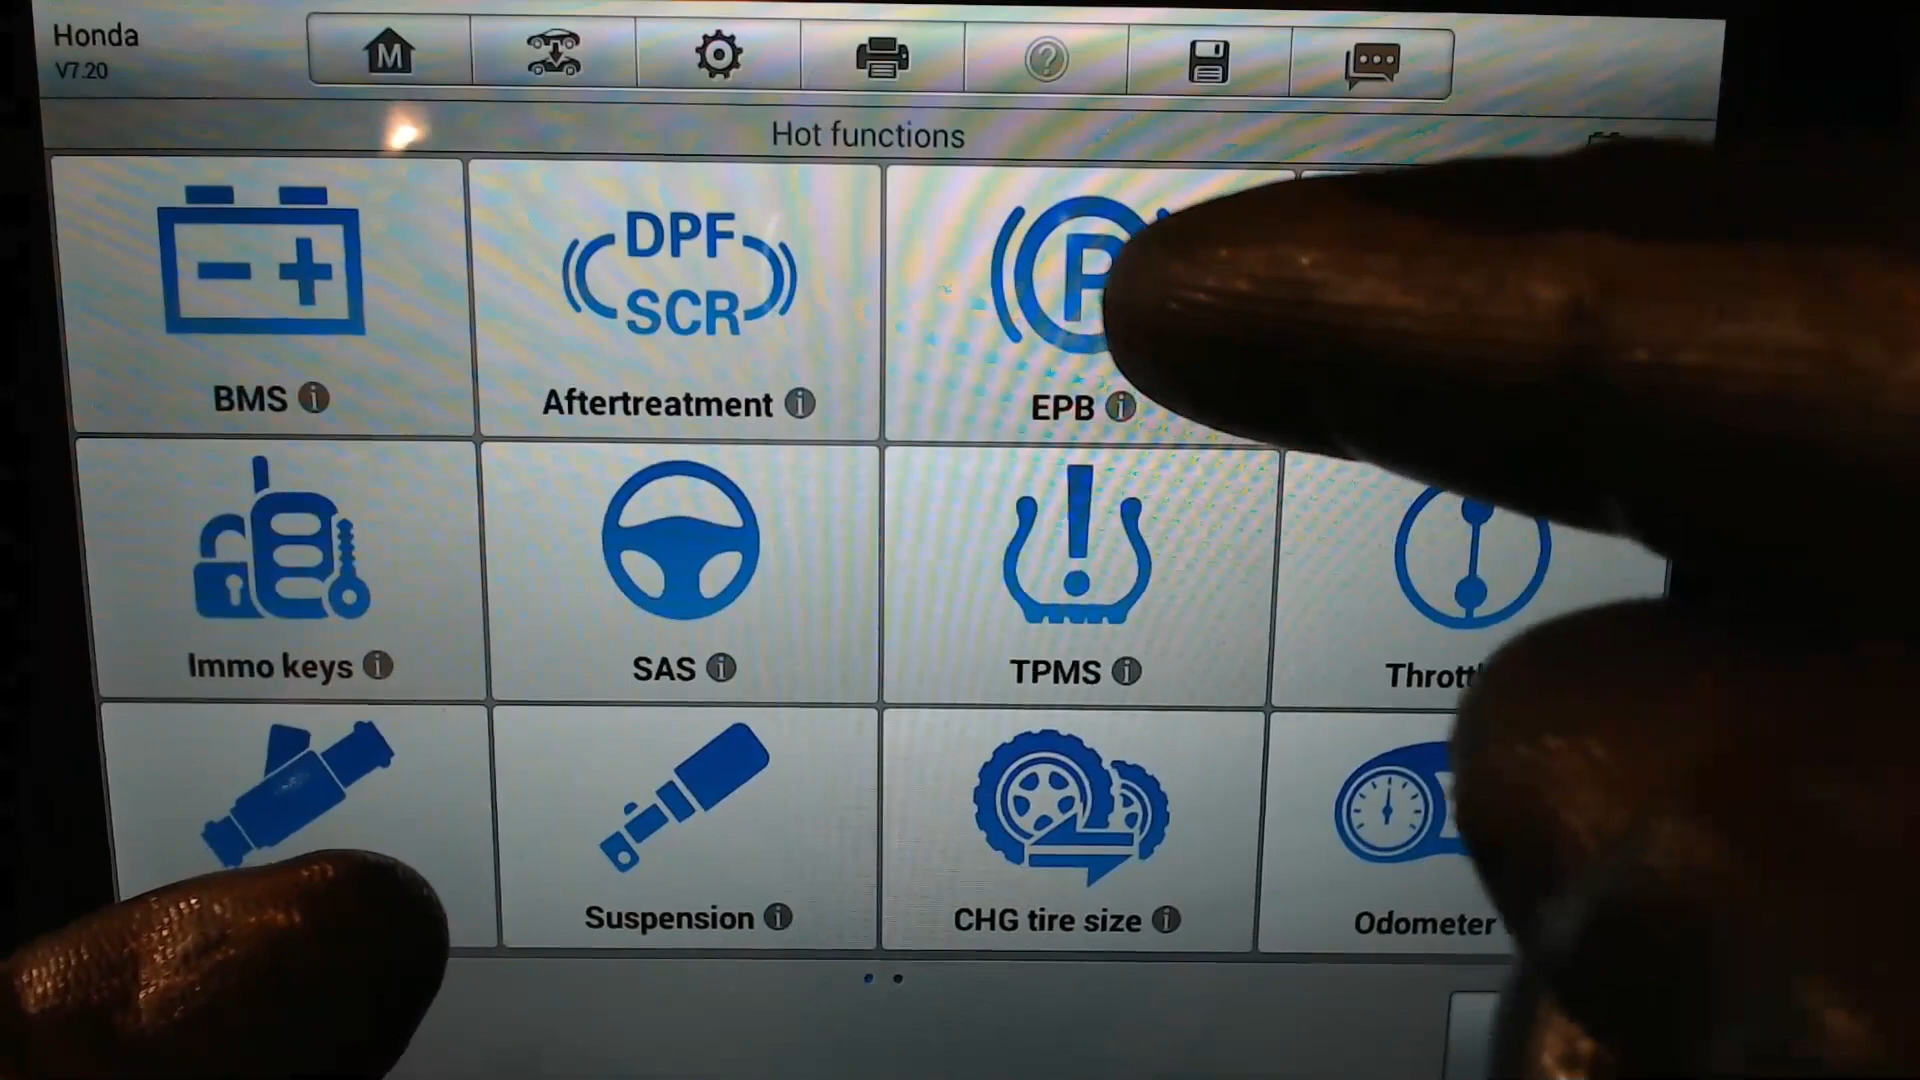 Honda
V7.20
M
Hot functions
DPF
SCR
P
BMS
Aftertreatment
EPB
Immo keys
SAS
TPMS
Suspension
CHG tire size
Odometer